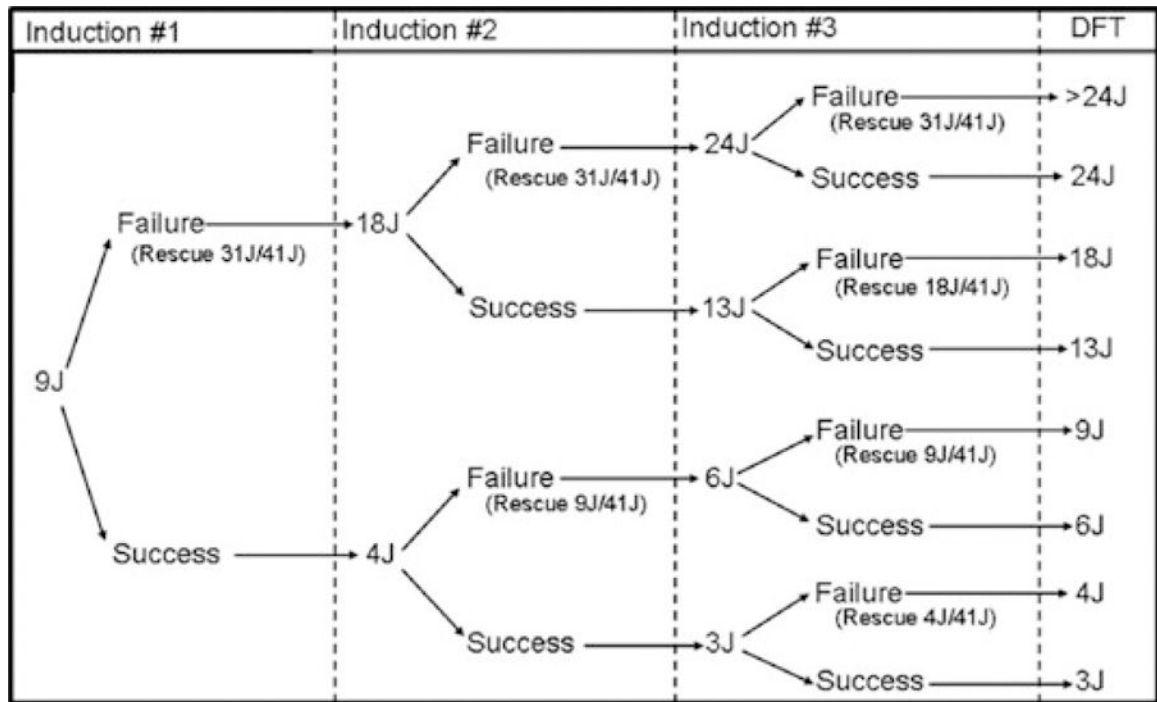 Induction #1
Induction #2
Induction #3
DFT
Failure
>24J
(Rescue 31J/41J)
Failure
24J
(Rescue 31J/41J)
Success
24J
Failure
18J
(Rescue 31J/41J)
Failure
18J
(Rescue 18J/41J)
Success
13J
Success
13J
9J
Failure
9J
(Rescue 9J/41J)
Failure
6J
(Rescue 9J/41J)
Success
6J
Success
4J
Failure
4J
(Rescue 4J/41J)
Success
3J
Success
3J